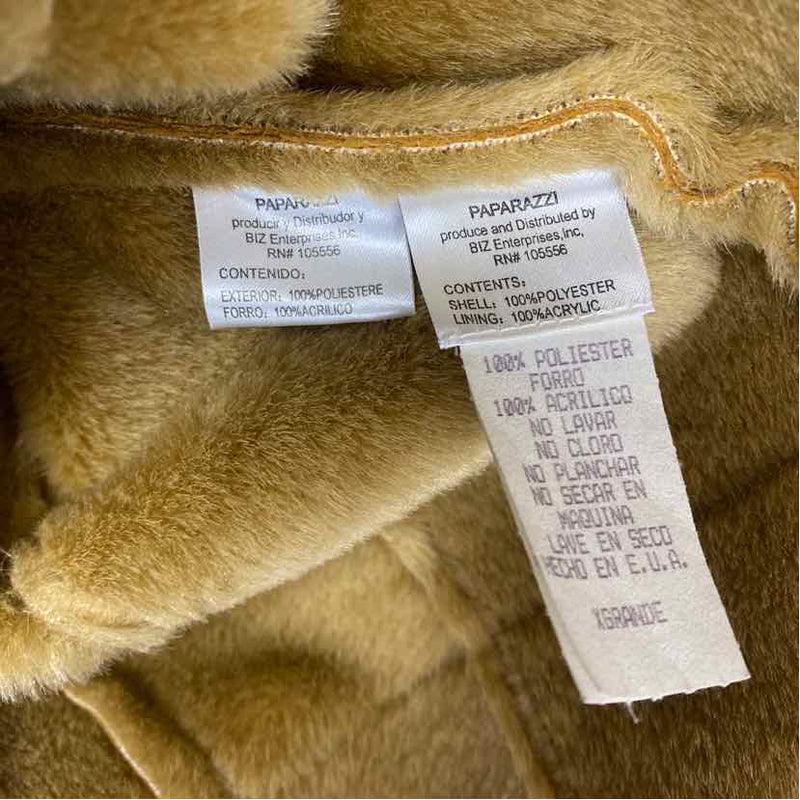 PAPARAZZI
producir y Distribuidor y
BIZ Enterprises,Inc,
RN# 105556
CONTENIDO:
EXTERIOR: 100%POLIESTERE
FORRO: 100%ACRILICO
PAPARAZZI
produce and Distributed by
BIZ Enterprises,inc,
RN# 105556
CONTENTS:
SHELL: 100%POLYESTER
LINING: 100%ACRYLIC
100% POLIESTER
FORRO
100% ACRILICO
NO LAVAR
NO CLORO
NO PLANCHAR
NO SECAR EN
MAQUINA
LAVE EN SECO
HECHO EN E.U.A.
XGRANDE